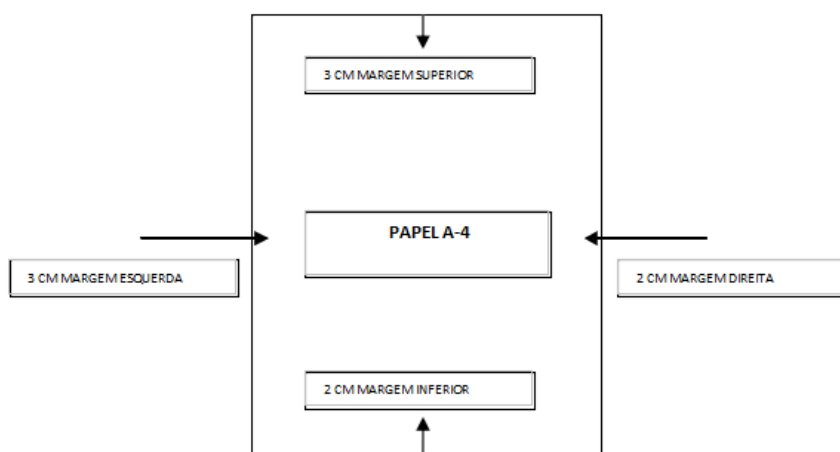 3 CM MARGEM SUPERIOR
PAPEL A-4
3 CM MARGEM ESQUERDA
2 CM MARGEM DIREITA
2 CM MARGEM INFERIOR